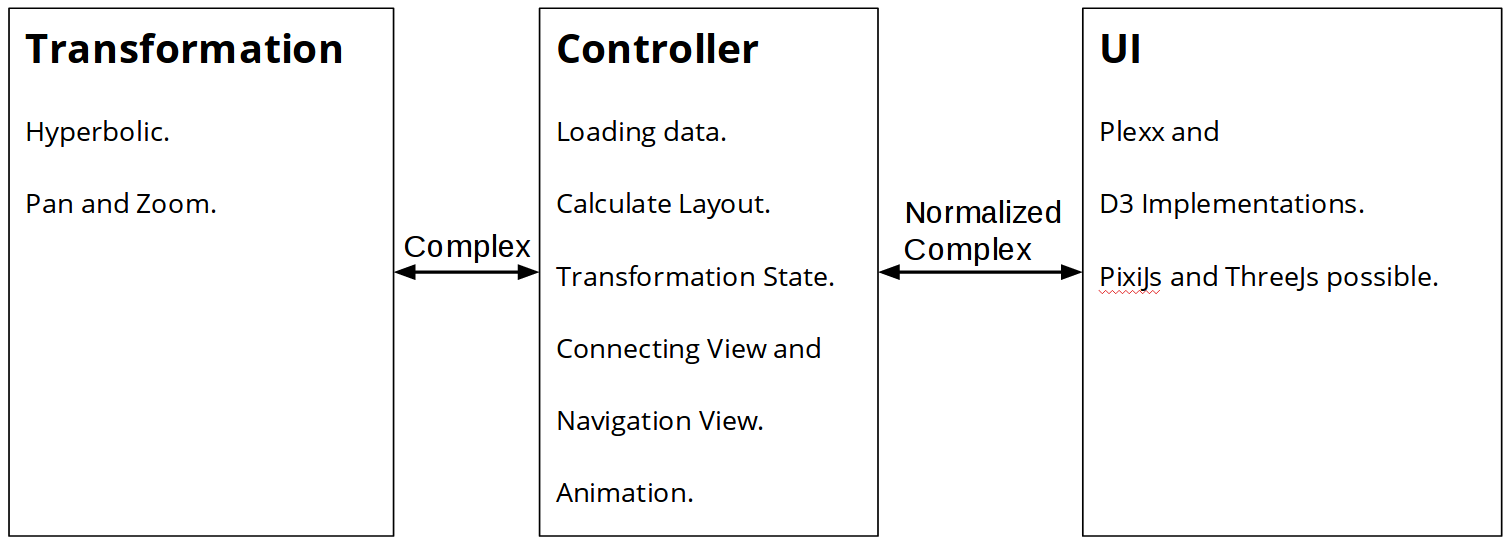 Transformation
Hyperbolic.
Pan and Zoom.
Complex
Controller
Loading data.
Calculate Layout.
Transformation State.
Connecting View and
Navigation View.
Animation.
Normalized
Complex
UI
Plexx and
D3 Implementations.
PixiJs and ThreeJs possible.